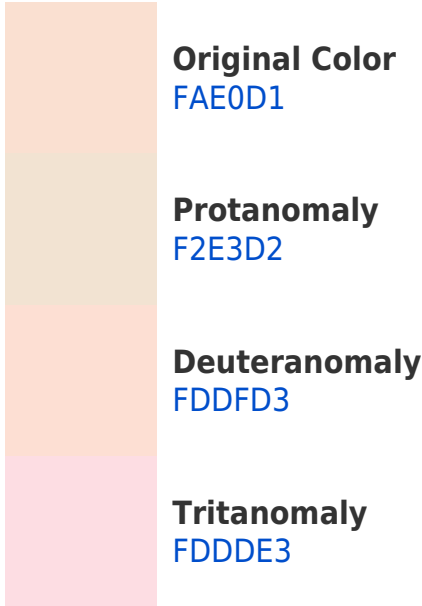 Original Color
FAE0D1
Protanomaly
F2E3D2
Deuteranomaly
FDDFD3
Tritanomaly
FDDDE3